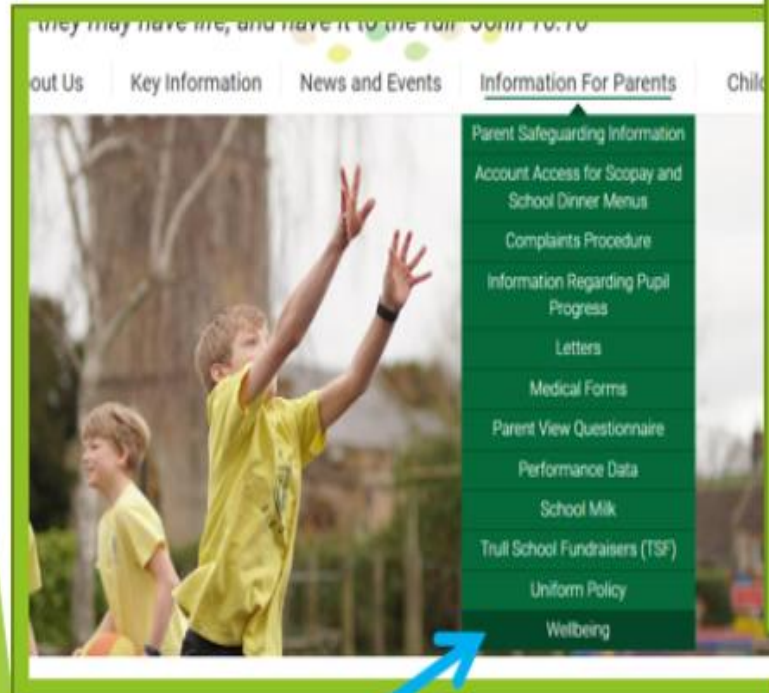 they may have life, and have it to the full" John 10:10
out Us Key Information News and Events Information For Parents Chil
Parent Safeguarding Information
Account Access for Scopay and
School Dinner Menus
Complaints Procedure
Information Regarding Pupil
Progress
Letters
Medical Forms
Parent View Questionnaire
Performance Data
School Milk
Trull School Fundraisers (TSF)
Uniform Policy
Wellbeing